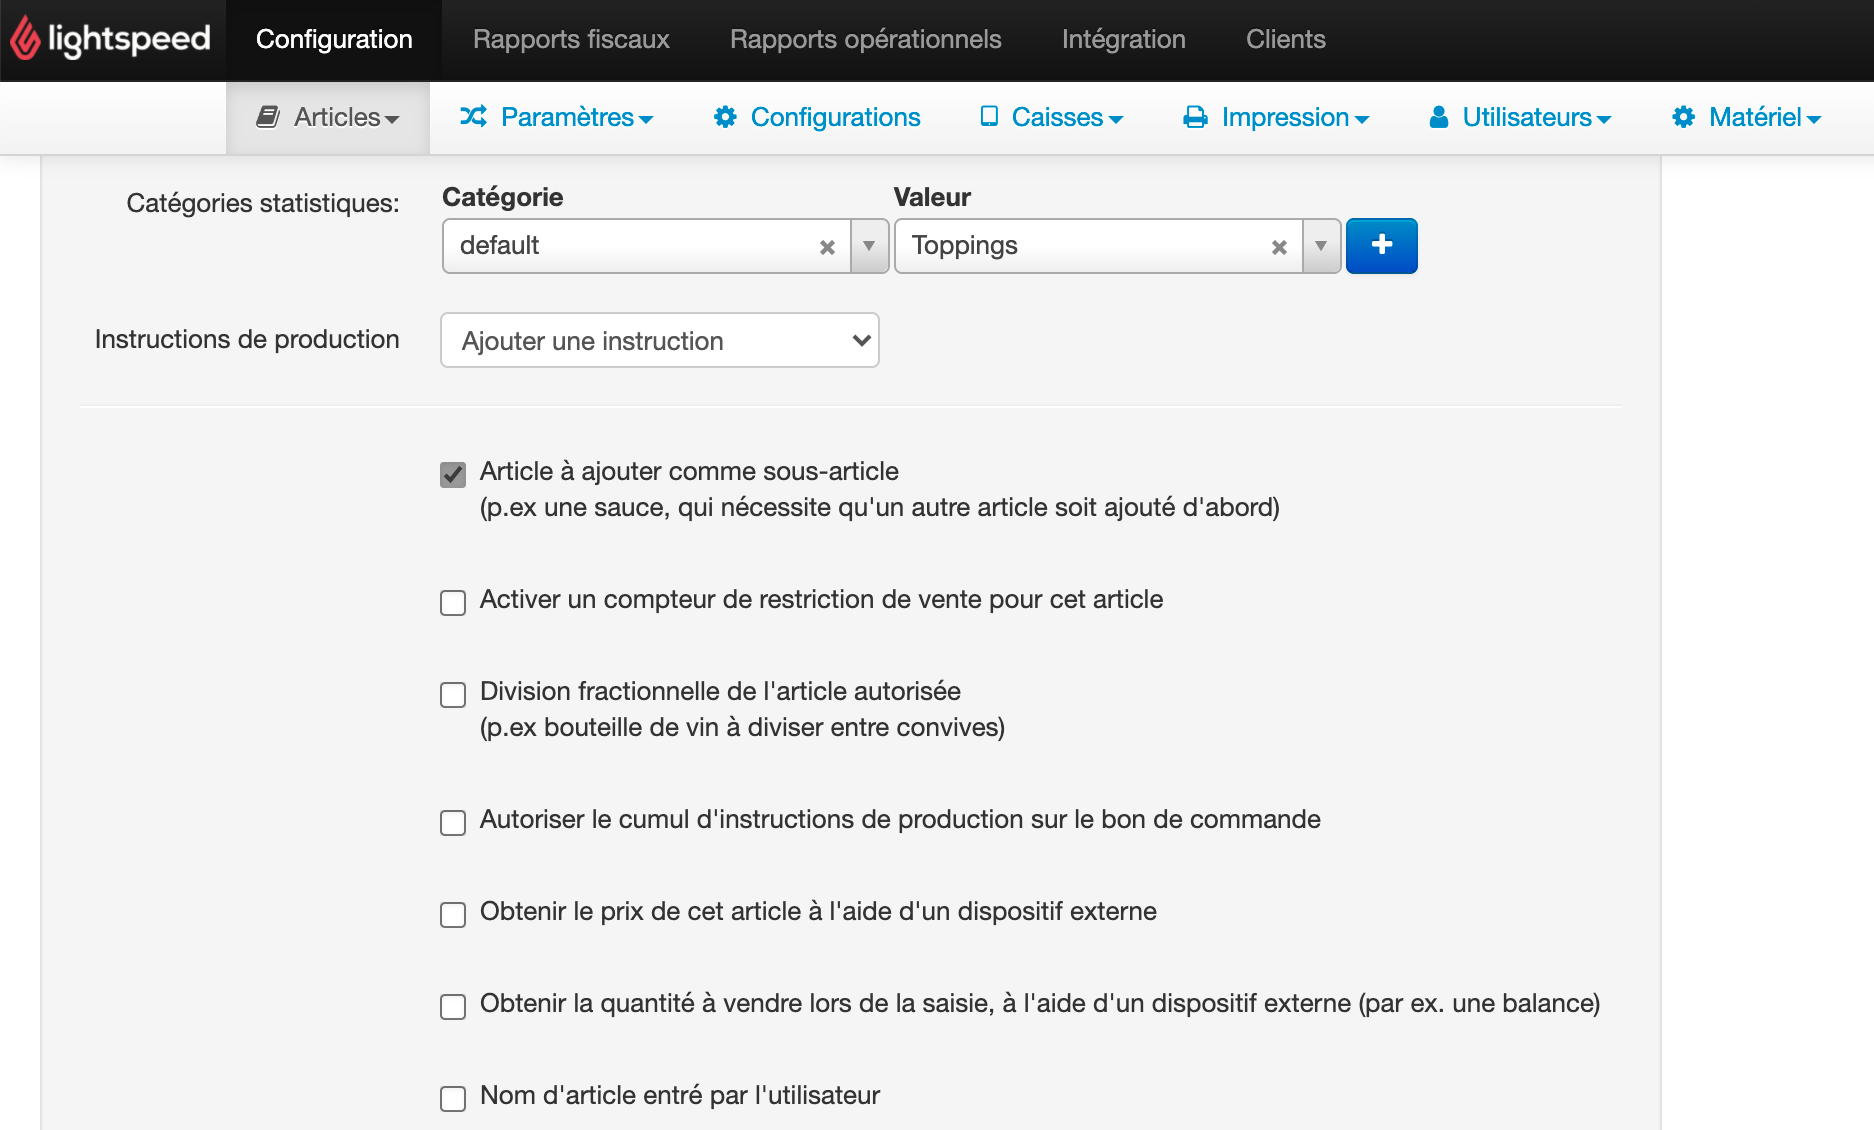 lightspeed
Configuration
Rapports fiscaux
Rapports opérationnels
Intégration
Clients
Articles
Paramètres
Configurations
Caisses
Impression
Utilisateurs
Matériel
Catégories statistiques:
Catégorie
Valeur
default
Toppings
Instructions de production
Ajouter une instruction
Article à ajouter comme sous-article
(p.ex une sauce, qui nécessite qu'un autre article soit ajouté d'abord)
Activer un compteur de restriction de vente pour cet article
Division fractionnelle de l'article autorisée
(p.ex bouteille de vin à diviser entre convives)
Autoriser le cumul d'instructions de production sur le bon de commande
Obtenir le prix de cet article à l'aide d'un dispositif externe
Obtenir la quantité à vendre lors de la saisie, à l'aide d'un dispositif externe (par ex. une balance)
Nom d'article entré par l'utilisateur